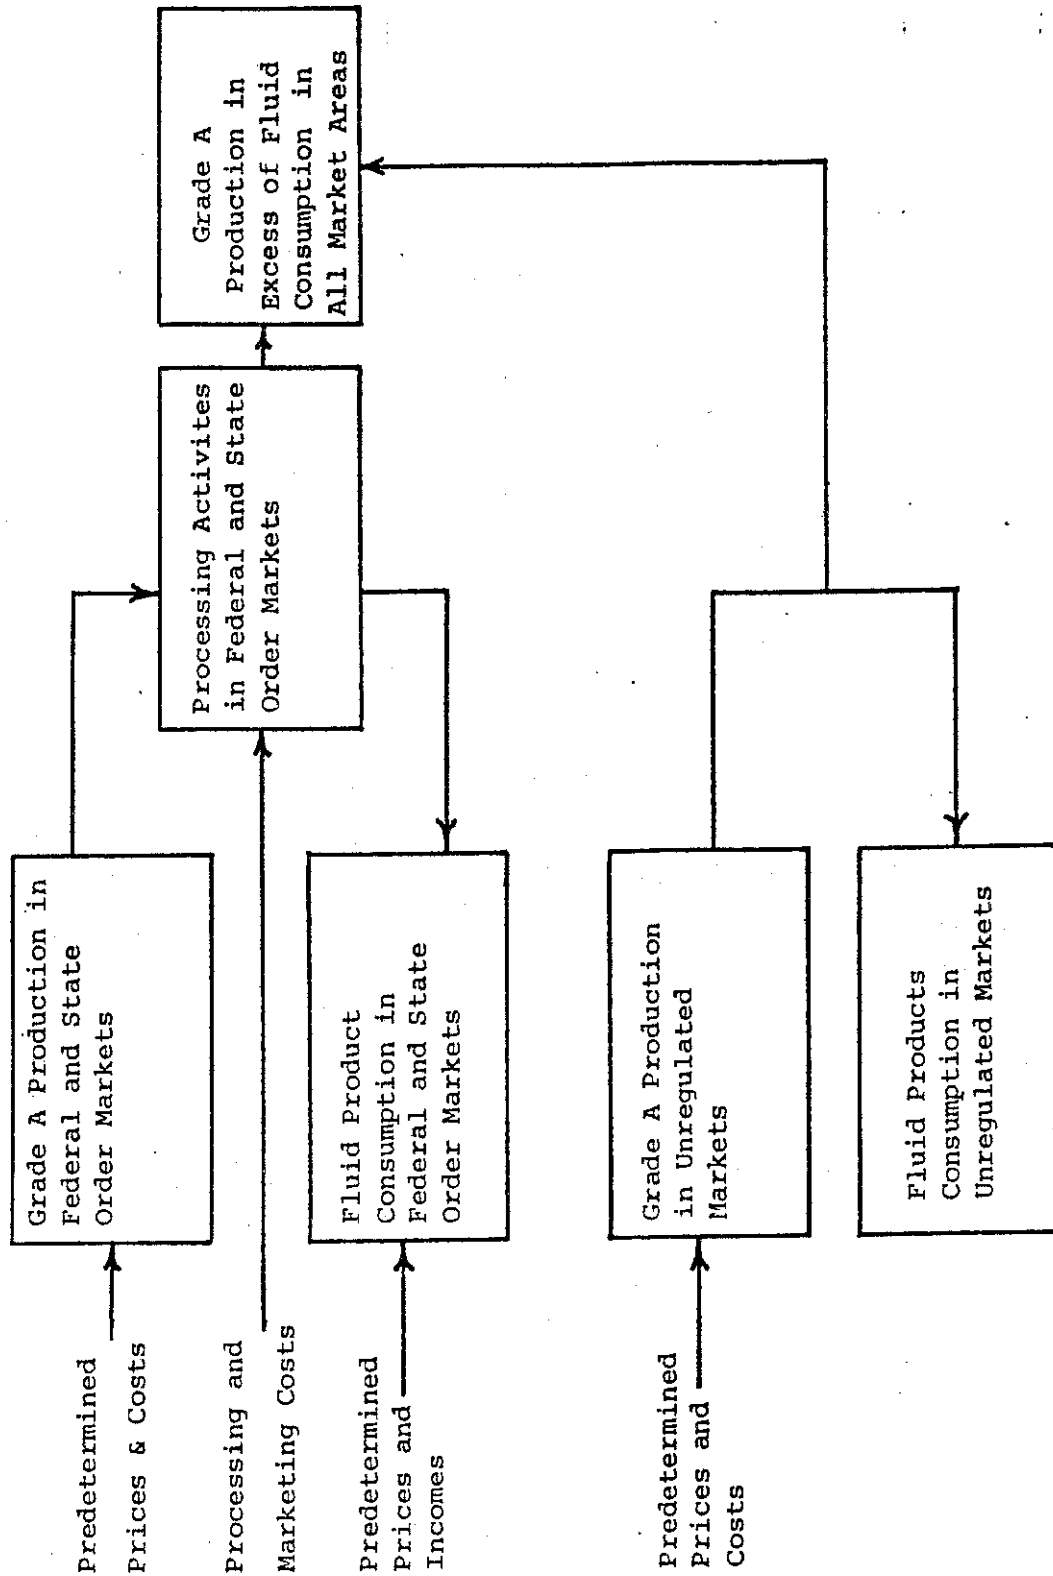 Predetermined
Prices & Costs
Grade A Production in
Federal and State
Order Markets
Processing and
Marketing Costs
Processing Activites
in Federal and State
Order Markets
Grade A
Production in
Excess of Fluid
Consumption in
All Market Areas
Predetermined
Prices and
Incomes
Fluid Product
Consumption in
Federal and State
Order Markets
Predetermined
Prices and
Costs
Grade A Production
in Unregulated
Markets
Fluid Products
Consumption in
Unregulated Markets